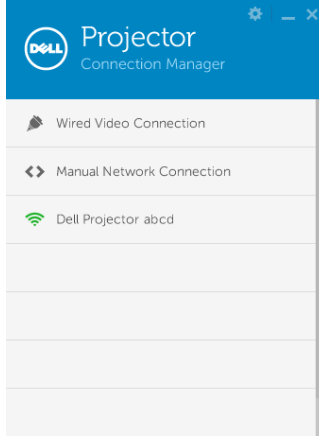 DELL
Projector
Connection Manager
Wired Video Connection
Manual Network Connection
Dell Projector abcd